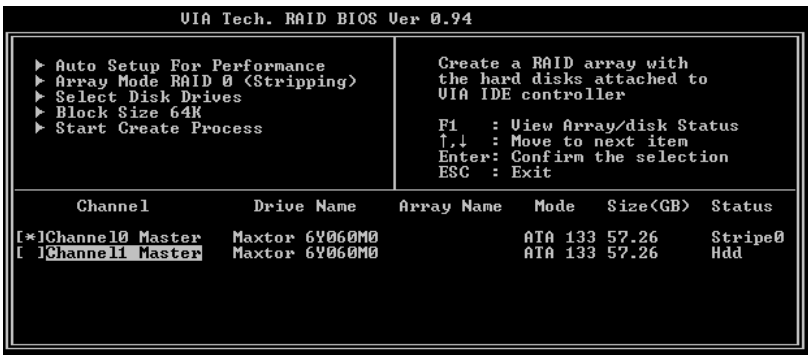 VIA Tech. RAID BIOS Ver 0.94
► Auto Setup For Performance
► Array Mode RAID 0 (Stripping)
► Select Disk Drives
► Block Size 64K
► Start Create Process
Create a RAID array with
the hard disks attached to
VIA IDE controller
F1 : View Array/disk Status
↑,↓ : Move to next item
Enter: Confirm the selection
ESC : Exit
Channel Drive Name Array Name Mode Size(GB) Status
[*]Channel0 Master Maxtor 6Y060M0 ATA 133 57.26 Stripe0
[ ]Channel1 Master Maxtor 6Y060M0 ATA 133 57.26 Hdd